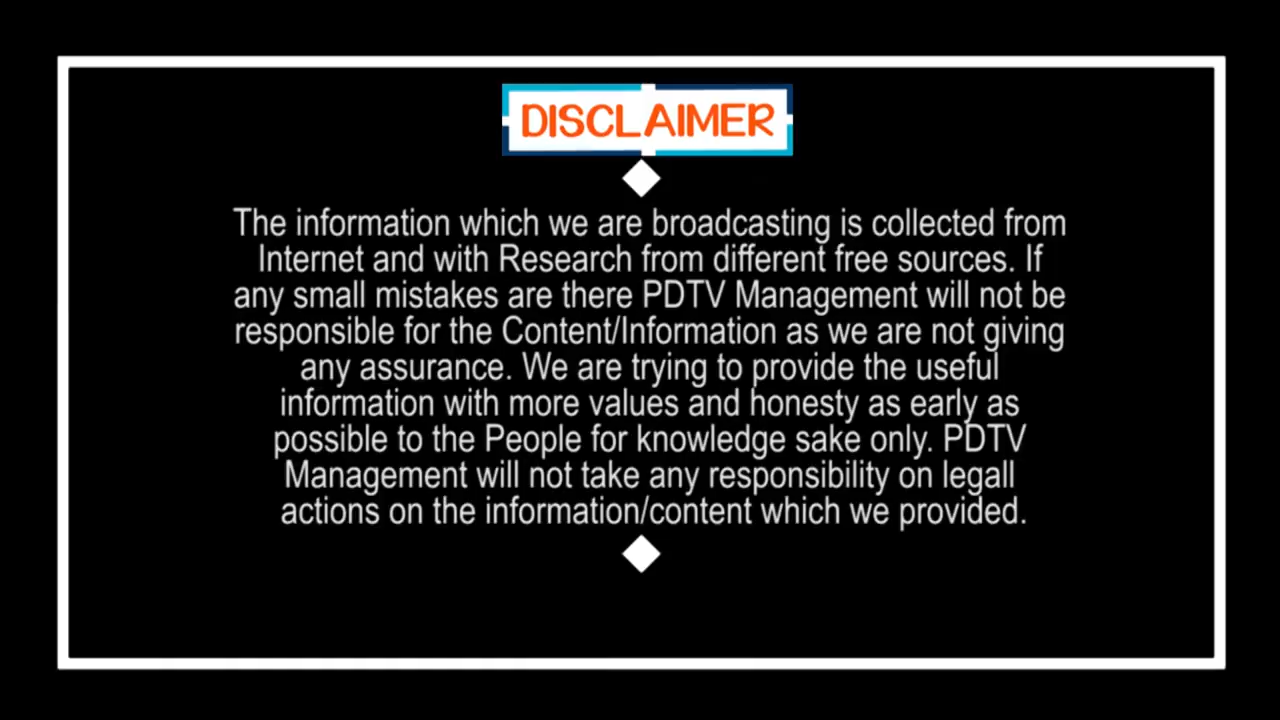 DISCLAIMER
The information which we are broadcasting is collected from
Internet and with Research from different free sources. If
any small mistakes are there PDTV Management will not be
responsible for the Content/Information as we are not giving
any assurance. We are trying to provide the useful
information with more values and honesty as early as
possible to the People for knowledge sake only. PDTV
Management will not take any responsibility on legall
actions on the information/content which we provided.